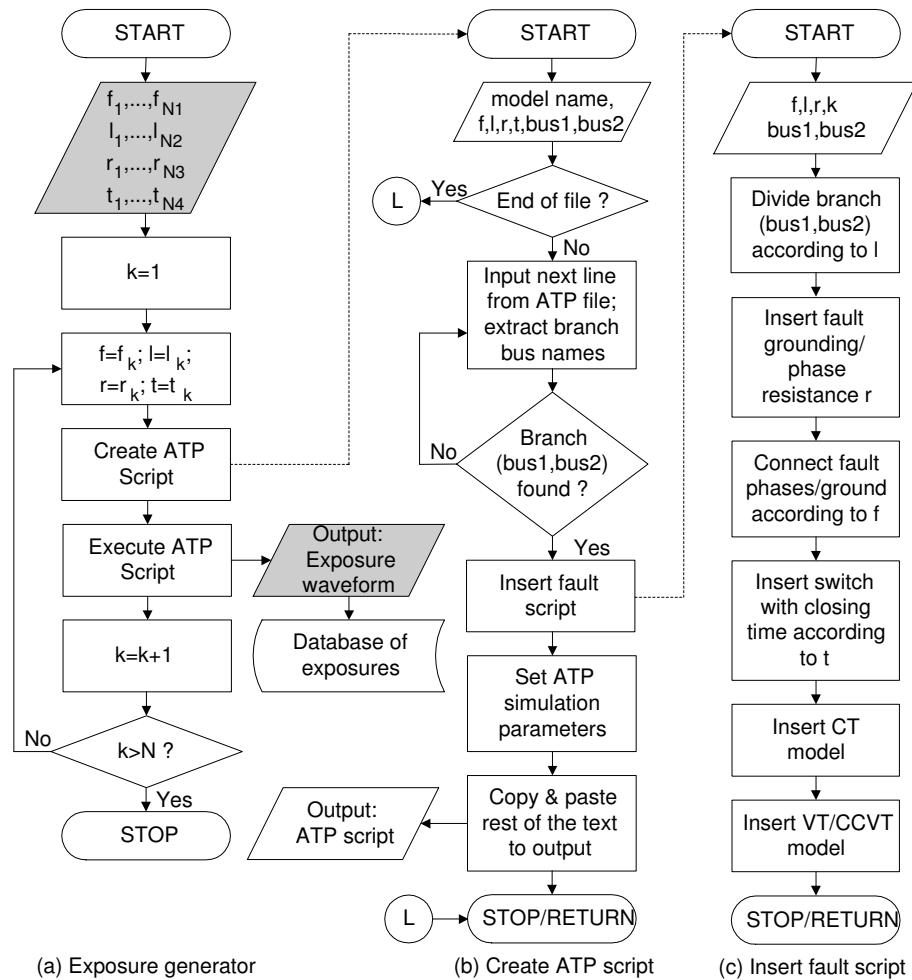 START
f1,...,fN1
l1,...,lN2
r1,...,rN3
t1,...,tN4
k=1
f=fk; l=lk;
r=rk; t=tk
Create ATP
Script
Execute ATP
Script
Output:
Exposure
waveform
Database of
exposures
k=k+1
No
k>N ?
Yes
STOP
(a) Exposure generator
START
model name,
f,l,r,t,bus1,bus2
L
Yes
End of file ?
No
Input next line
from ATP file;
extract branch
bus names
No
Branch
(bus1,bus2)
found ?
Yes
Insert fault
script
Set ATP
simulation
parameters
Copy & paste
rest of the text
to output
Output:
ATP script
L
STOP/RETURN
(b) Create ATP script
START
f,l,r,k
bus1,bus2
Divide branch
(bus1,bus2)
according to l
Insert fault
grounding/
phase
resistance r
Connect fault
phases/ground
according to f
Insert switch
with closing
time according
to t
Insert CT
model
Insert VT/CCVT
model
STOP/RETURN
(c) Insert fault script